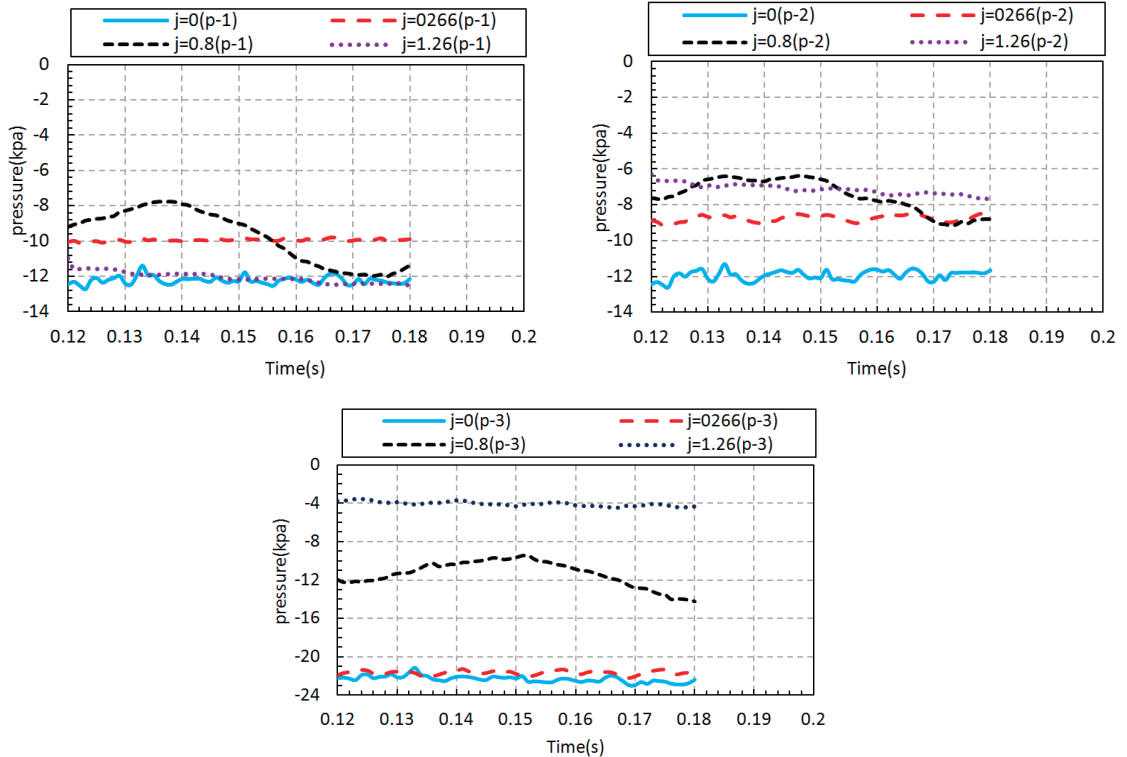 j=0(p-1) j=0266(p-1)
j=0.8(p-1) j=1.26(p-1)
0
-2
-4
-6
-8
-10
-12
-14
pressure(kpa)
0.12 0.13 0.14 0.15 0.16 0.17 0.18 0.19 0.2
Time(s)
j=0(p-2) j=0266(p-2)
j=0.8(p-2) j=1.26(p-2)
0
-2
-4
-6
-8
-10
-12
-14
pressure(kpa)
0.12 0.13 0.14 0.15 0.16 0.17 0.18 0.19 0.2
Time(s)
j=0(p-3) j=0266(p-3)
j=0.8(p-3) j=1.26(p-3)
0
-4
-8
-12
-16
-20
-24
pressure(kpa)
0.12 0.13 0.14 0.15 0.16 0.17 0.18 0.19 0.2
Time(s)